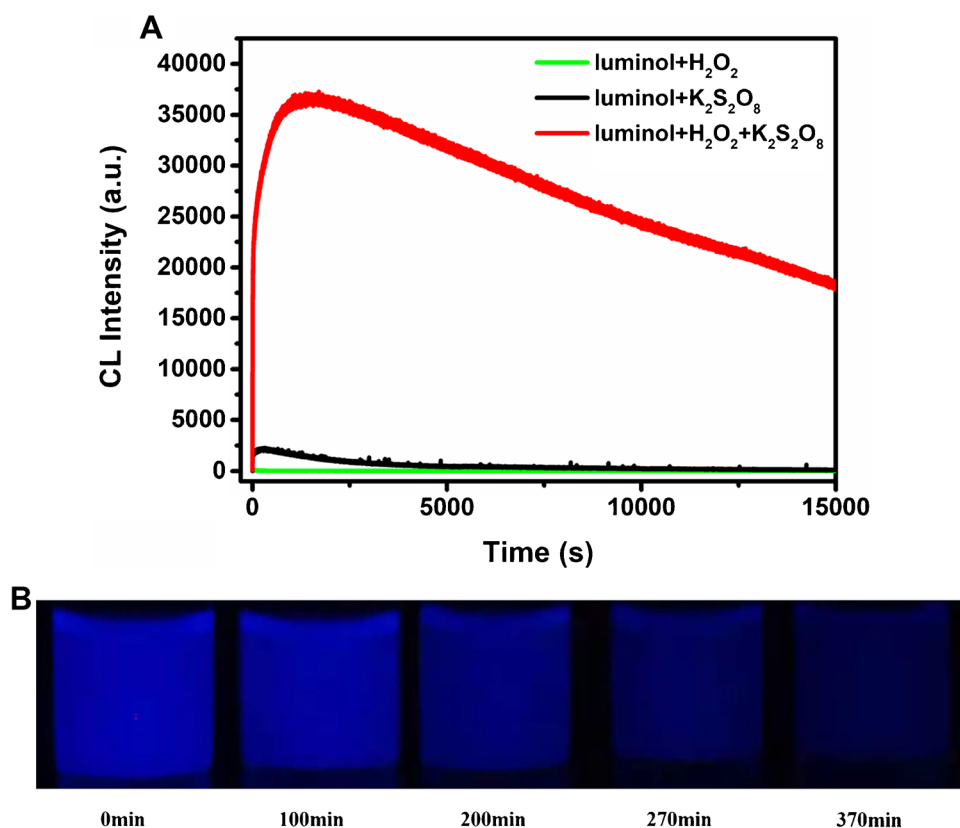 A
luminol+H₂O₂
luminol+K₂S₂O₈
luminol+H₂O₂+K₂S₂O₈
CL Intensity (a.u.)
40000
35000
30000
25000
20000
15000
10000
5000
0
0 5000 10000 15000
Time (s)
B
0min 100min 200min 270min 370min